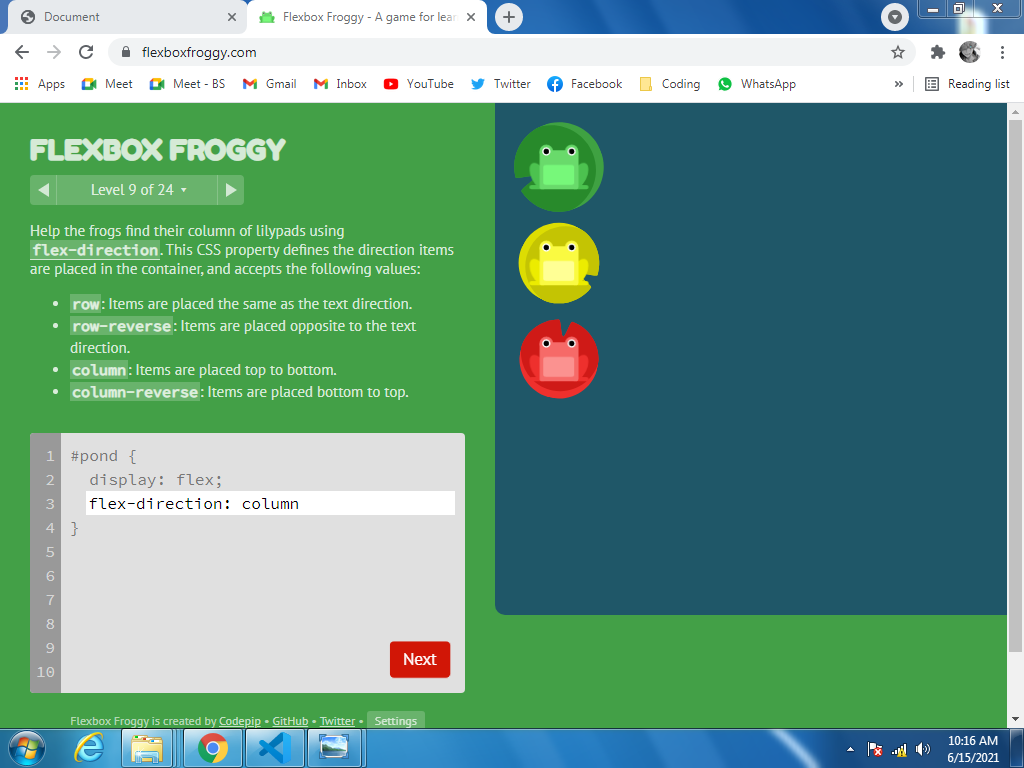 Document
Flexbox Froggy - A game for lear
flexboxfroggy.com
Apps Meet Meet - BS Gmail Inbox YouTube Twitter Facebook Coding WhatsApp » Reading list
FLEXBOX FROGGY
Level 9 of 24
Help the frogs find their column of lilypads using
flex-direction. This CSS property defines the direction items
are placed in the container, and accepts the following values:
• row: Items are placed the same as the text direction.
• row-reverse: Items are placed opposite to the text
direction.
• column: Items are placed top to bottom.
• column-reverse: Items are placed bottom to top.
1 #pond {
2 display: flex;
3 flex-direction: column
4 }
5
6
7
8
9
10
Next
Flexbox Froggy is created by Codepip • GitHub • Twitter • Settings
10:16 AM
6/15/2021